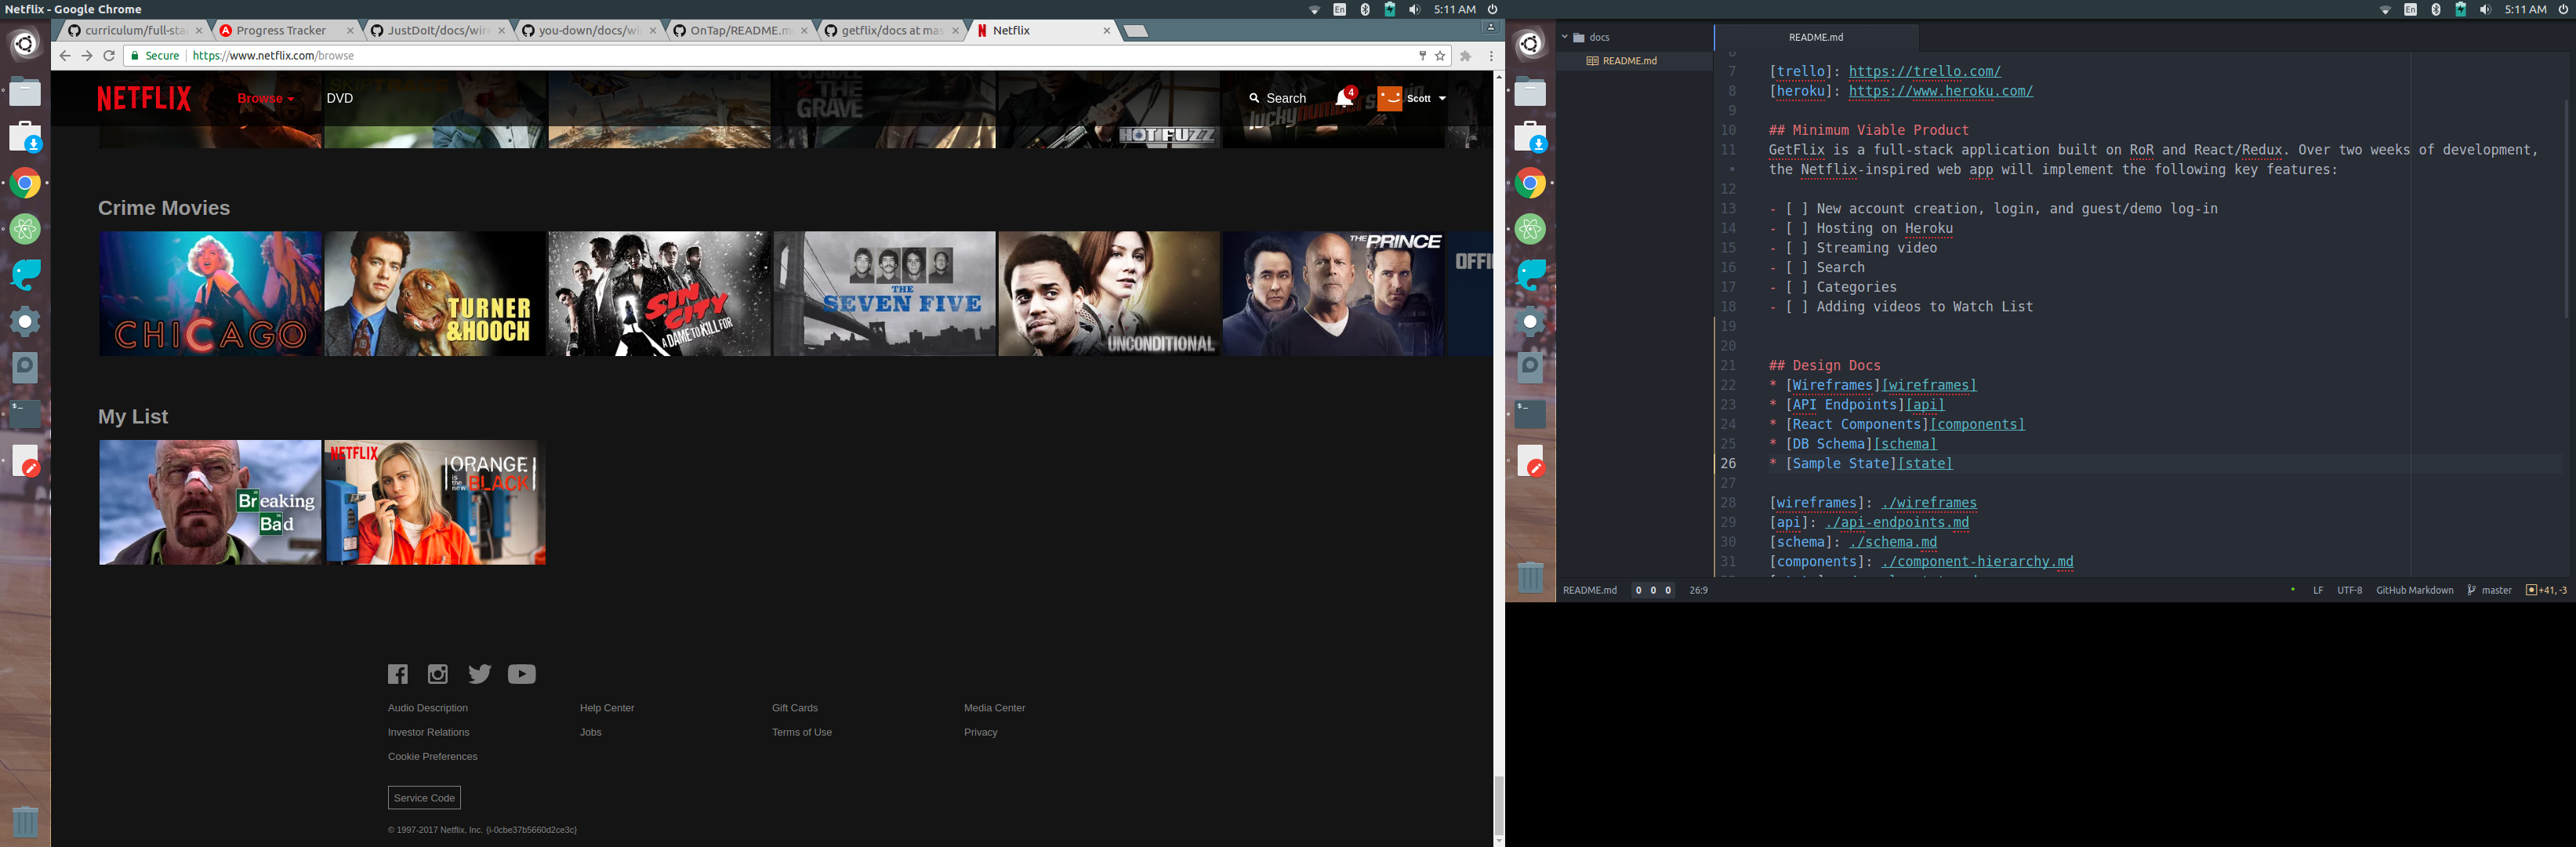 Netflix - Google Chrome
En
5:11 AM
curriculum/full-sta
Progress Tracker
JustDoIt/docs/wire
you-down/docs/wi
OnTap/README.m
getflix/docs at mas
Netflix
Secure
https://www.netflix.com/browse
NETFLIX
Browse
DVD
Search
4
Scott
2 THE GRAVE
HOT FUZZ
Crime Movies
CHICAGO
TURNER
&HOOCH
SIN CITY
A DAME TO KILL FOR
THE
SEVEN FIVE
UNCONDITIONAL
THE PRINCE
OFFI
My List
Breaking
Bad
NETFLIX
ORANGE
is the new
BLACK
Audio Description
Help Center
Gift Cards
Media Center
Investor Relations
Jobs
Terms of Use
Privacy
Cookie Preferences
Service Code
© 1997-2017 Netflix, Inc. {i-0cbe37b5660d2ce3c}
En
5:11 AM
docs
README.md
README.md
7 [trello]: https://trello.com/
8 [heroku]: https://www.heroku.com/
9
10 ## Minimum Viable Product
11 GetFlix is a full-stack application built on RoR and React/Redux. Over two weeks of development,
• the Netflix-inspired web app will implement the following key features:
12
13 - [ ] New account creation, login, and guest/demo log-in
14 - [ ] Hosting on Heroku
15 - [ ] Streaming video
16 - [ ] Search
17 - [ ] Categories
18 - [ ] Adding videos to Watch List
19
20
21 ## Design Docs
22 * [Wireframes][wireframes]
23 * [API Endpoints][api]
24 * [React Components][components]
25 * [DB Schema][schema]
26 * [Sample State][state]
27
28 [wireframes]: ./wireframes
29 [api]: ./api-endpoints.md
30 [schema]: ./schema.md
31 [components]: ./component-hierarchy.md
README.md
0 0 0
26:9
LF
UTF-8
GitHub Markdown
master
+41, -3